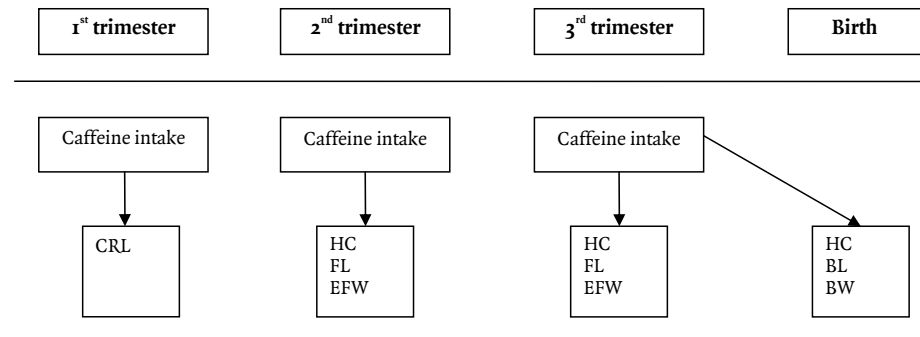 1st trimester
2nd trimester
3rd trimester
Birth
Caffeine intake
Caffeine intake
Caffeine intake
CRL
HC
FL
EFW
HC
FL
EFW
HC
BL
BW